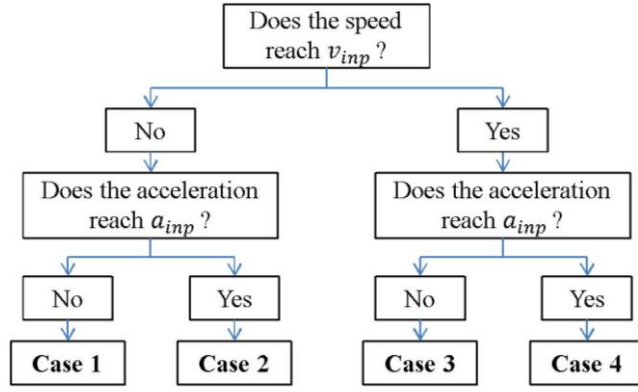 Does the speed
reach v_inp ?
No
Yes
Does the acceleration
reach a_inp ?
Does the acceleration
reach a_inp ?
No
Yes
No
Yes
Case 1
Case 2
Case 3
Case 4